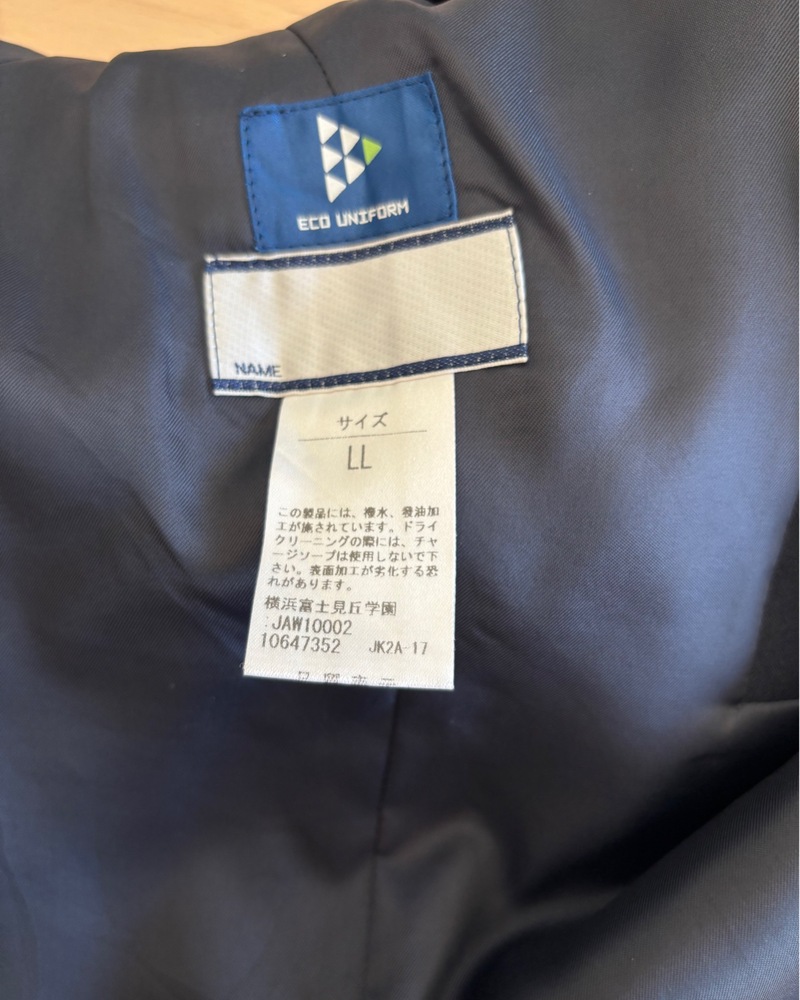 ECO UNIFORM
NAME
サイズ
LL
この製品には、撥水、撥油加
工が施されています。ドライ
クリーニングの際には、チャ
ージソープは使用しないで下
さい。表面加工が劣化する恐
れがあります。
横浜富士見丘学園
:JAW10002
10647352 JK2A-17